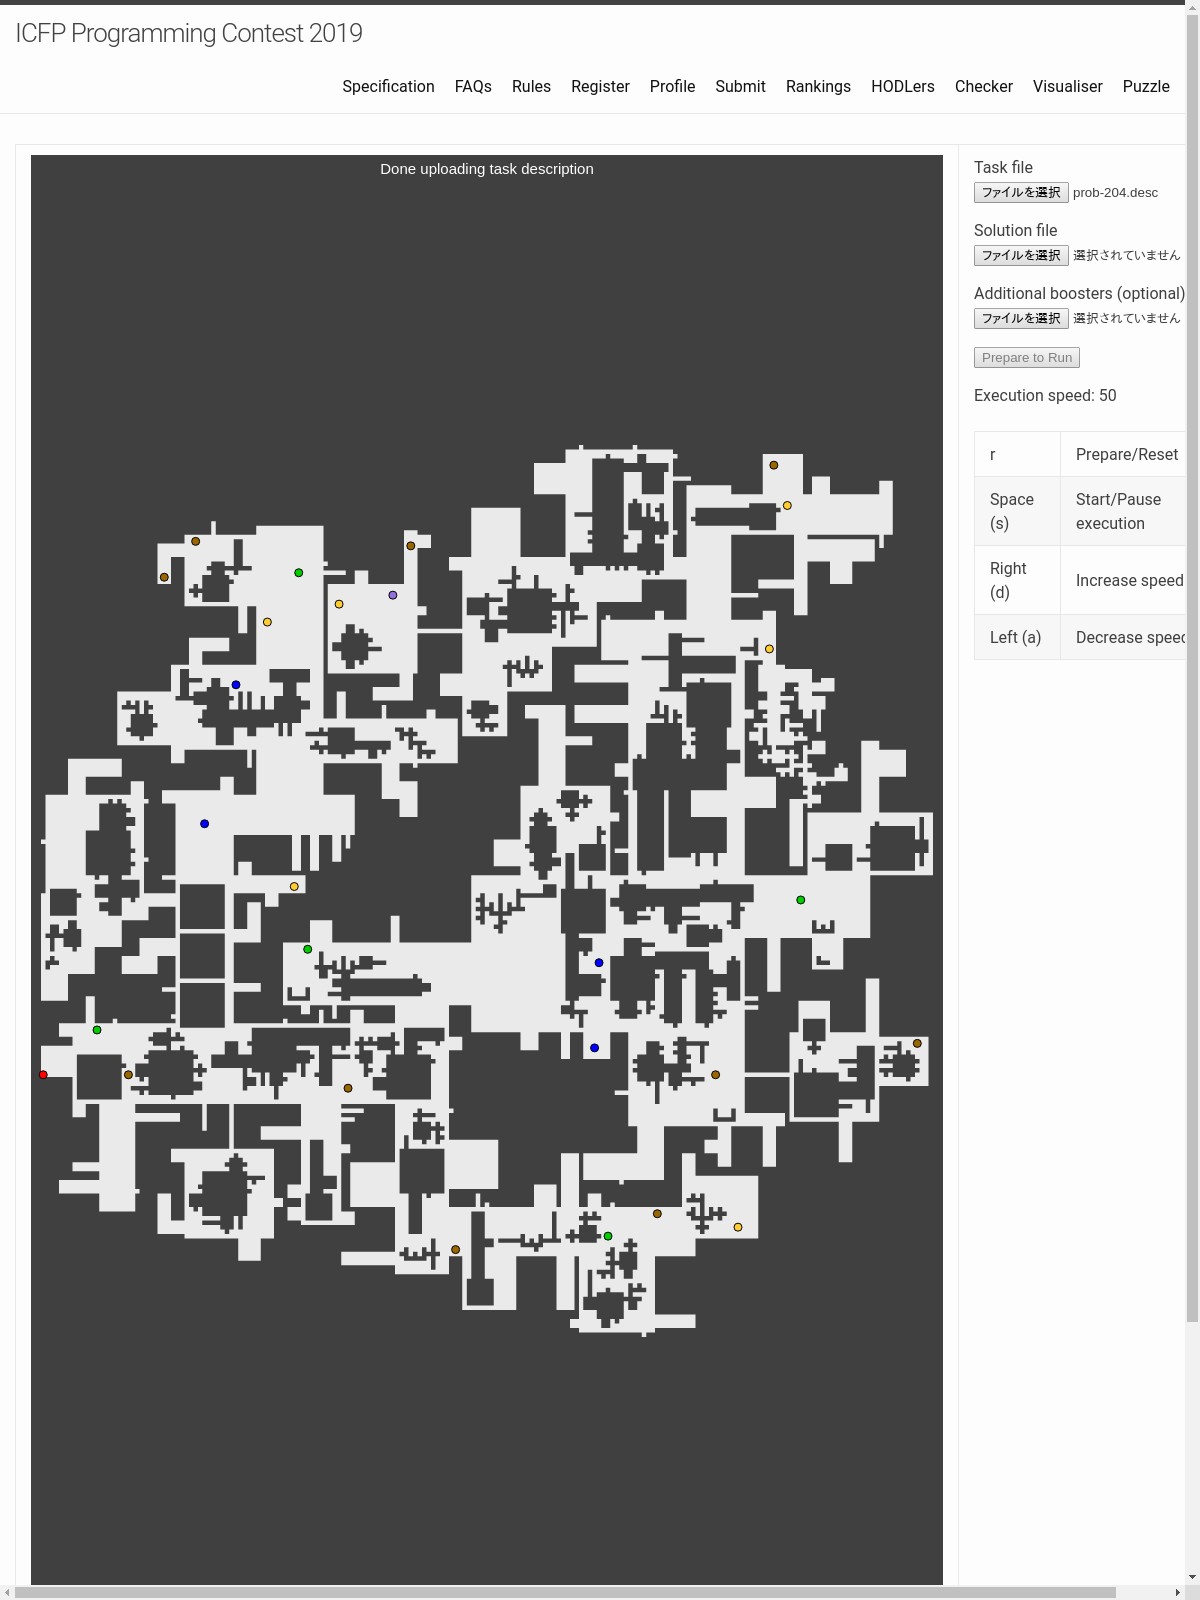 ICFP Programming Contest 2019
Specification FAQs Rules Register Profile Submit Rankings HODLers Checker Visualiser Puzzle
Done uploading task description
Task file
ファイルを選択 prob-204.desc
Solution file
ファイルを選択 選択されていません
Additional boosters (optional)
ファイルを選択 選択されていません
Prepare to Run
Execution speed: 50
r Prepare/Reset
Space (s) Start/Pause execution
Right (d) Increase speed
Left (a) Decrease speed